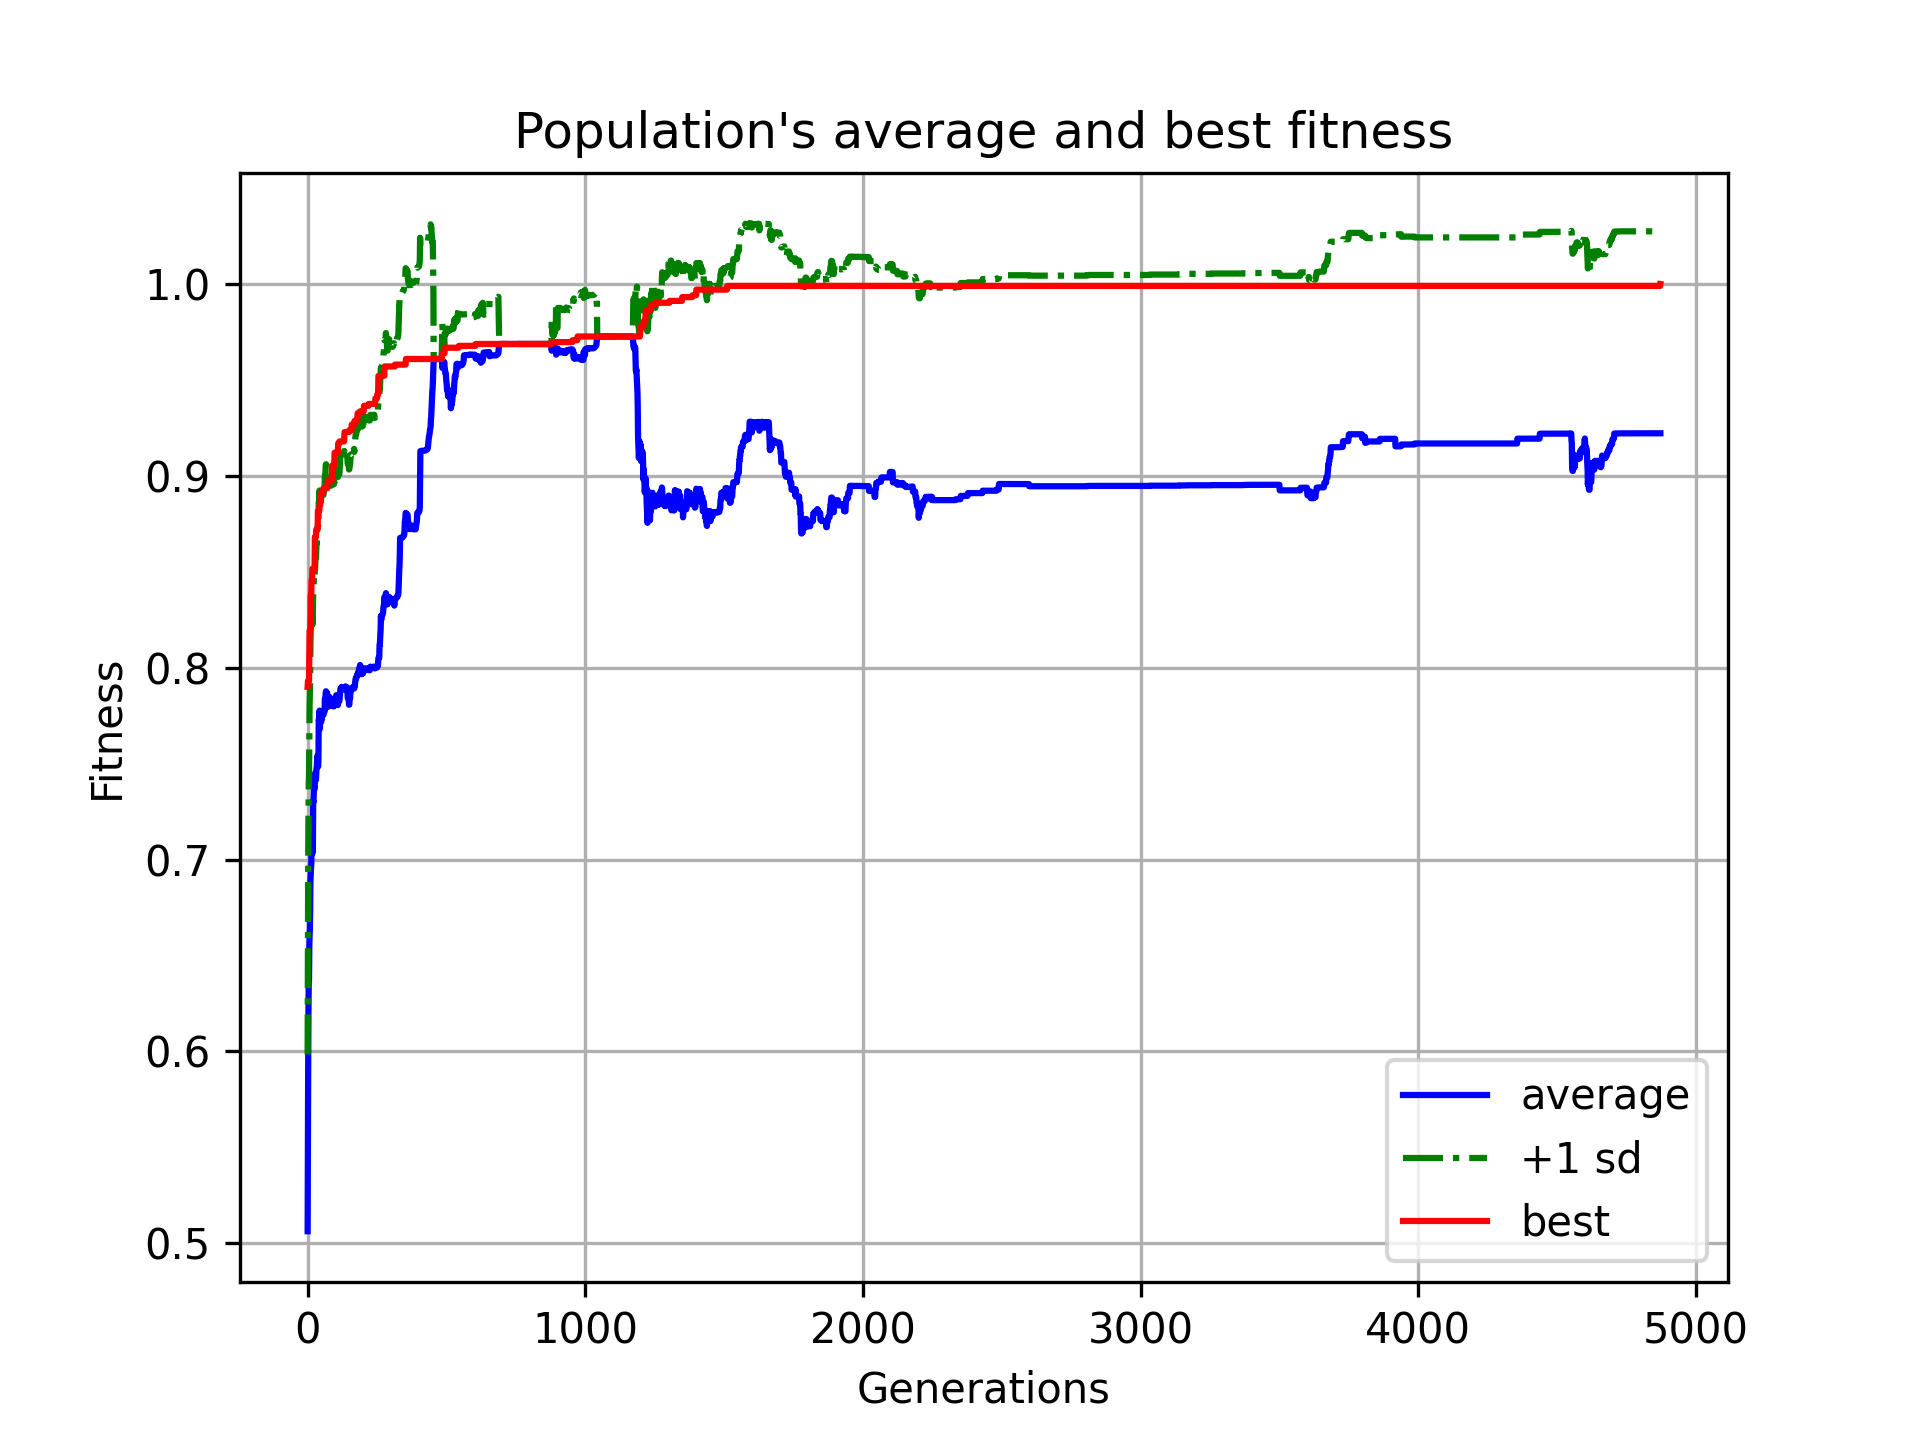 Population's average and best fitness
Fitness
1.0
0.9
0.8
0.7
0.6
0.5
average
+1 sd
best
0 1000 2000 3000 4000 5000
Generations